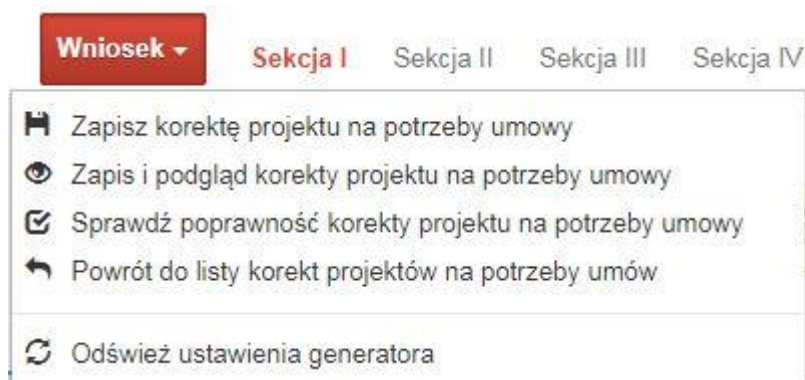 Wniosek
Sekcja I Sekcja II Sekcja III Sekcja IV
Zapisz korektę projektu na potrzeby umowy
Zapis i podgląd korekty projektu na potrzeby umowy
Sprawdź poprawność korekty projektu na potrzeby umowy
Powrót do listy korekt projektów na potrzeby umów
Odśwież ustawienia generatora